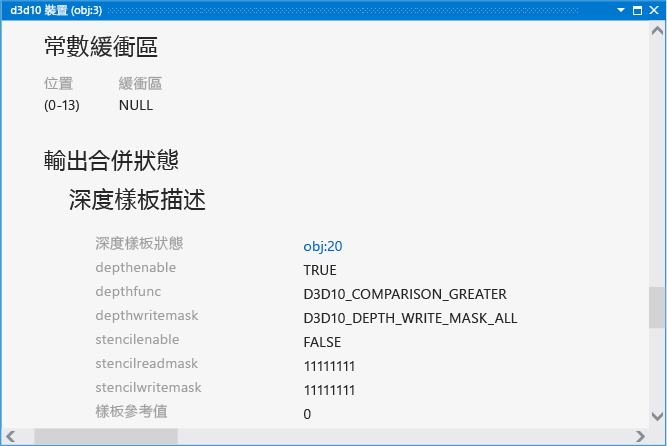 d3d10 裝置 (obj:3)
常數緩衝區
位置 緩衝區
(0-13) NULL
輸出合併狀態
深度樣板描述
深度樣板狀態 obj:20
depthenable TRUE
depthfunc D3D10_COMPARISON_GREATER
depthwritemask D3D10_DEPTH_WRITE_MASK_ALL
stencilenable FALSE
stencilreadmask 11111111
stencilwritemask 11111111
樣板參考值 0